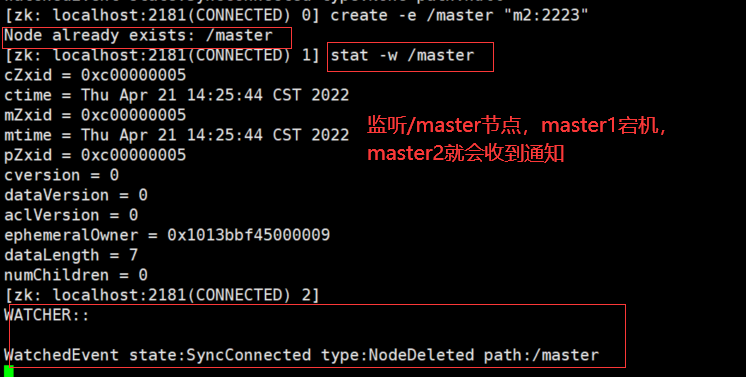 [zk: localhost:2181(CONNECTED) 0] create -e /master "m2:2223"
Node already exists: /master
[zk: localhost:2181(CONNECTED) 1] stat -w /master
cZxid = 0xc00000005
ctime = Thu Apr 21 14:25:44 CST 2022
mZxid = 0xc00000005
mtime = Thu Apr 21 14:25:44 CST 2022
pZxid = 0xc00000005
cversion = 0
dataVersion = 0
aclVersion = 0
ephemeralOwner = 0x1013bbf45000009
dataLength = 7
numChildren = 0
监听/master节点，master1宕机，
master2就会收到通知
[zk: localhost:2181(CONNECTED) 2]
WATCHER::
WatchedEvent state:SyncConnected type:NodeDeleted path:/master